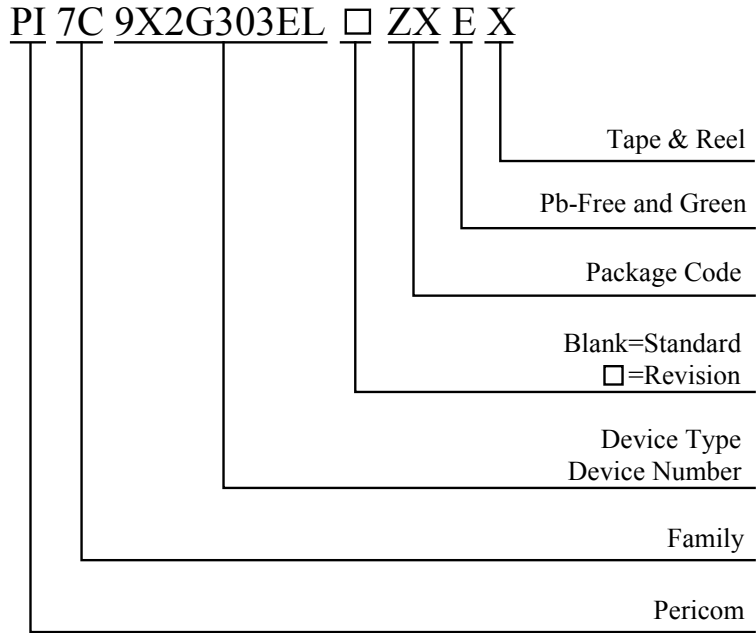 PI 7C 9X2G303EL □ ZX E X
Tape & Reel
Pb-Free and Green
Package Code
Blank=Standard
□=Revision
Device Type
Device Number
Family
Pericom